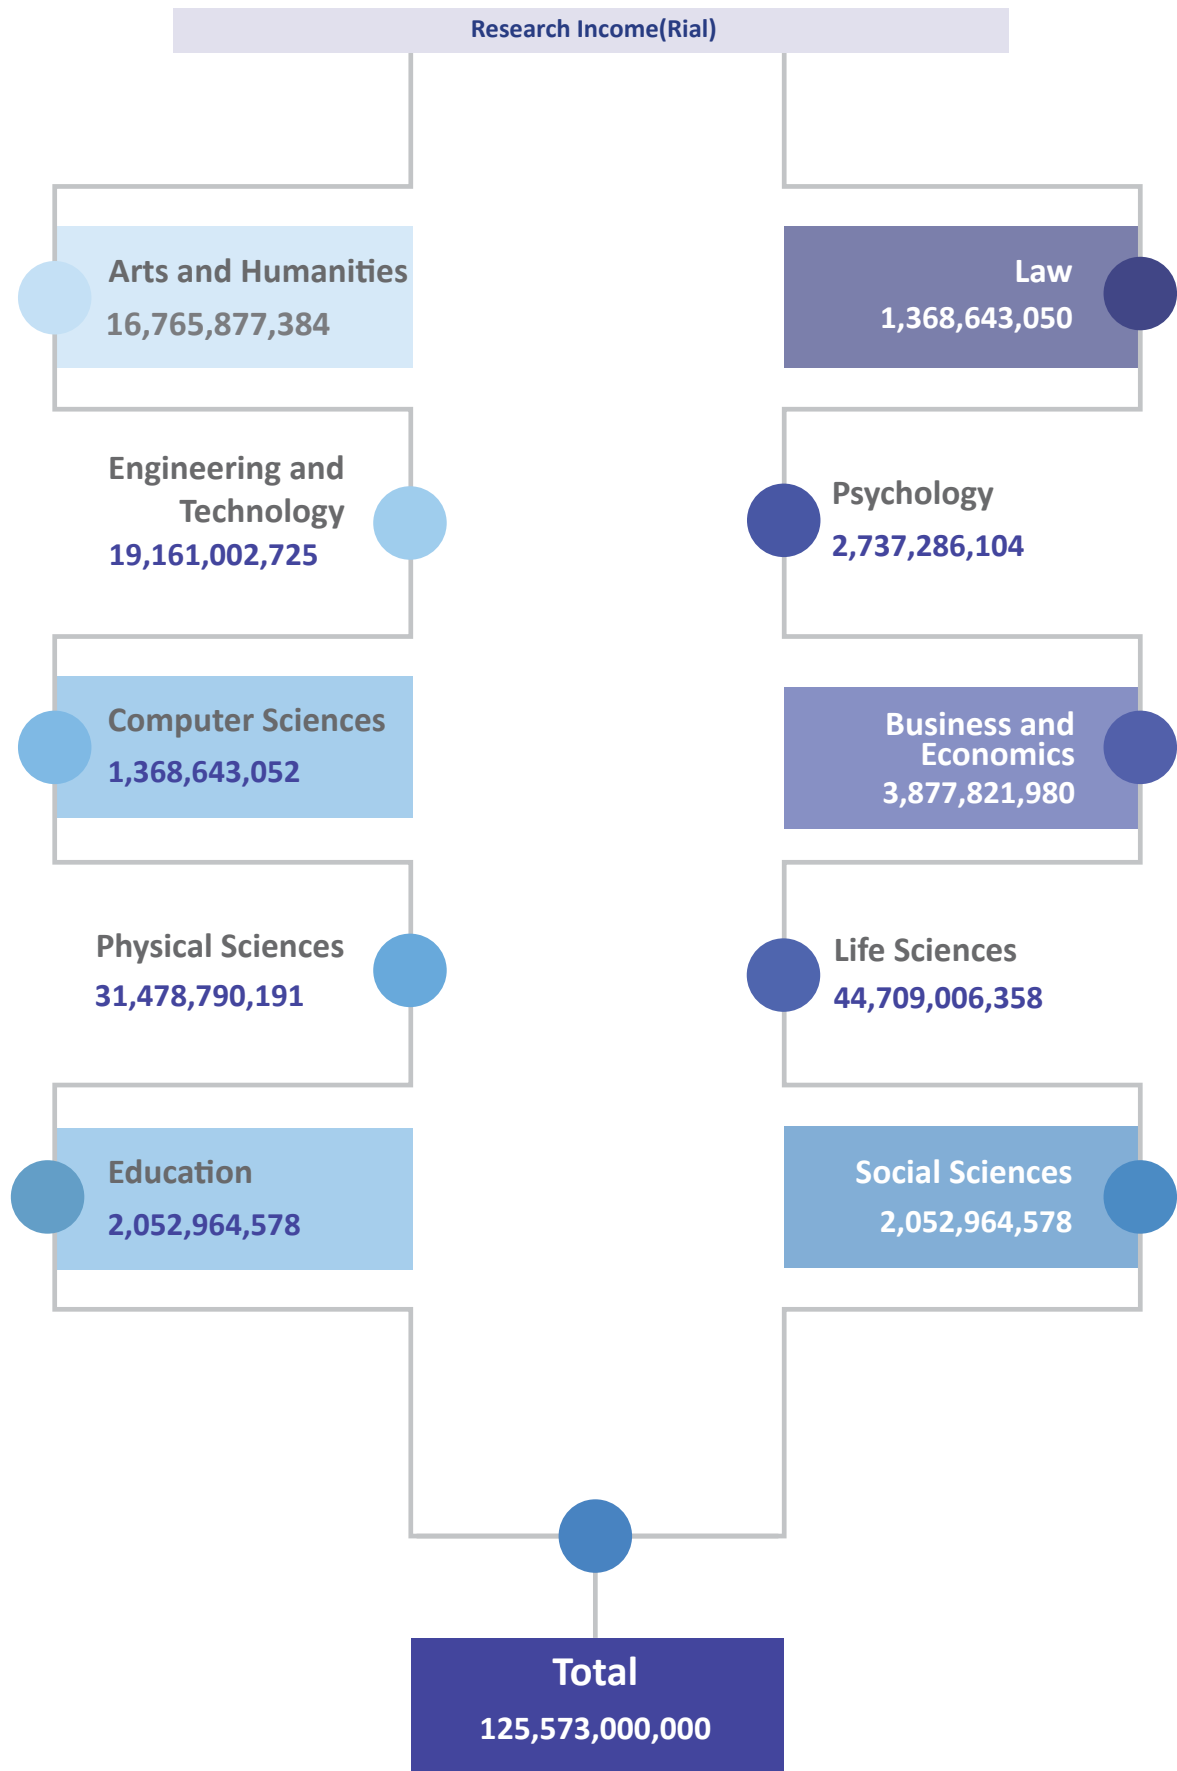 Research Income(Rial)
Arts and Humanities
16,765,877,384
Engineering and
Technology
19,161,002,725
Computer Sciences
1,368,643,052
Physical Sciences
31,478,790,191
Education
2,052,964,578
Law
1,368,643,050
Psychology
2,737,286,104
Business and
Economics
3,877,821,980
Life Sciences
44,709,006,358
Social Sciences
2,052,964,578
Total
125,573,000,000